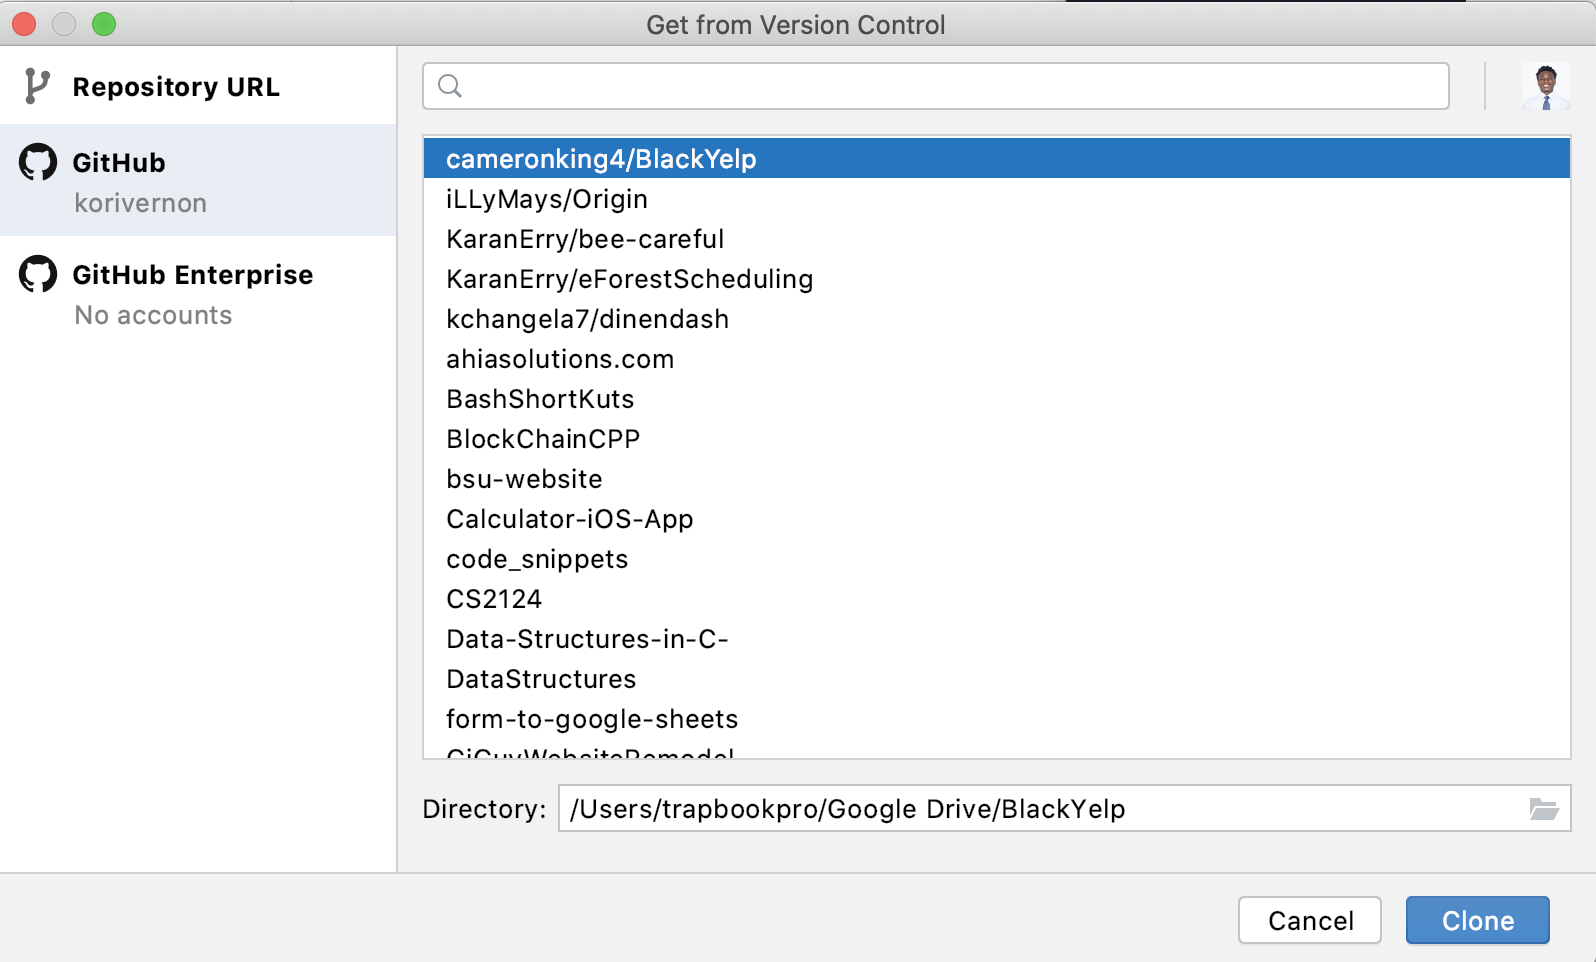 Get from Version Control
Repository URL
GitHub
korivernon
GitHub Enterprise
No accounts
cameronking4/BlackYelp
iLLyMays/Origin
KaranErry/bee-careful
KaranErry/eForestScheduling
kchangela7/dinendash
ahiasolutions.com
BashShortKuts
BlockChainCPP
bsu-website
Calculator-iOS-App
code_snippets
CS2124
Data-Structures-in-C-
DataStructures
form-to-google-sheets
Directory: /Users/trapbookpro/Google Drive/BlackYelp
Cancel Clone